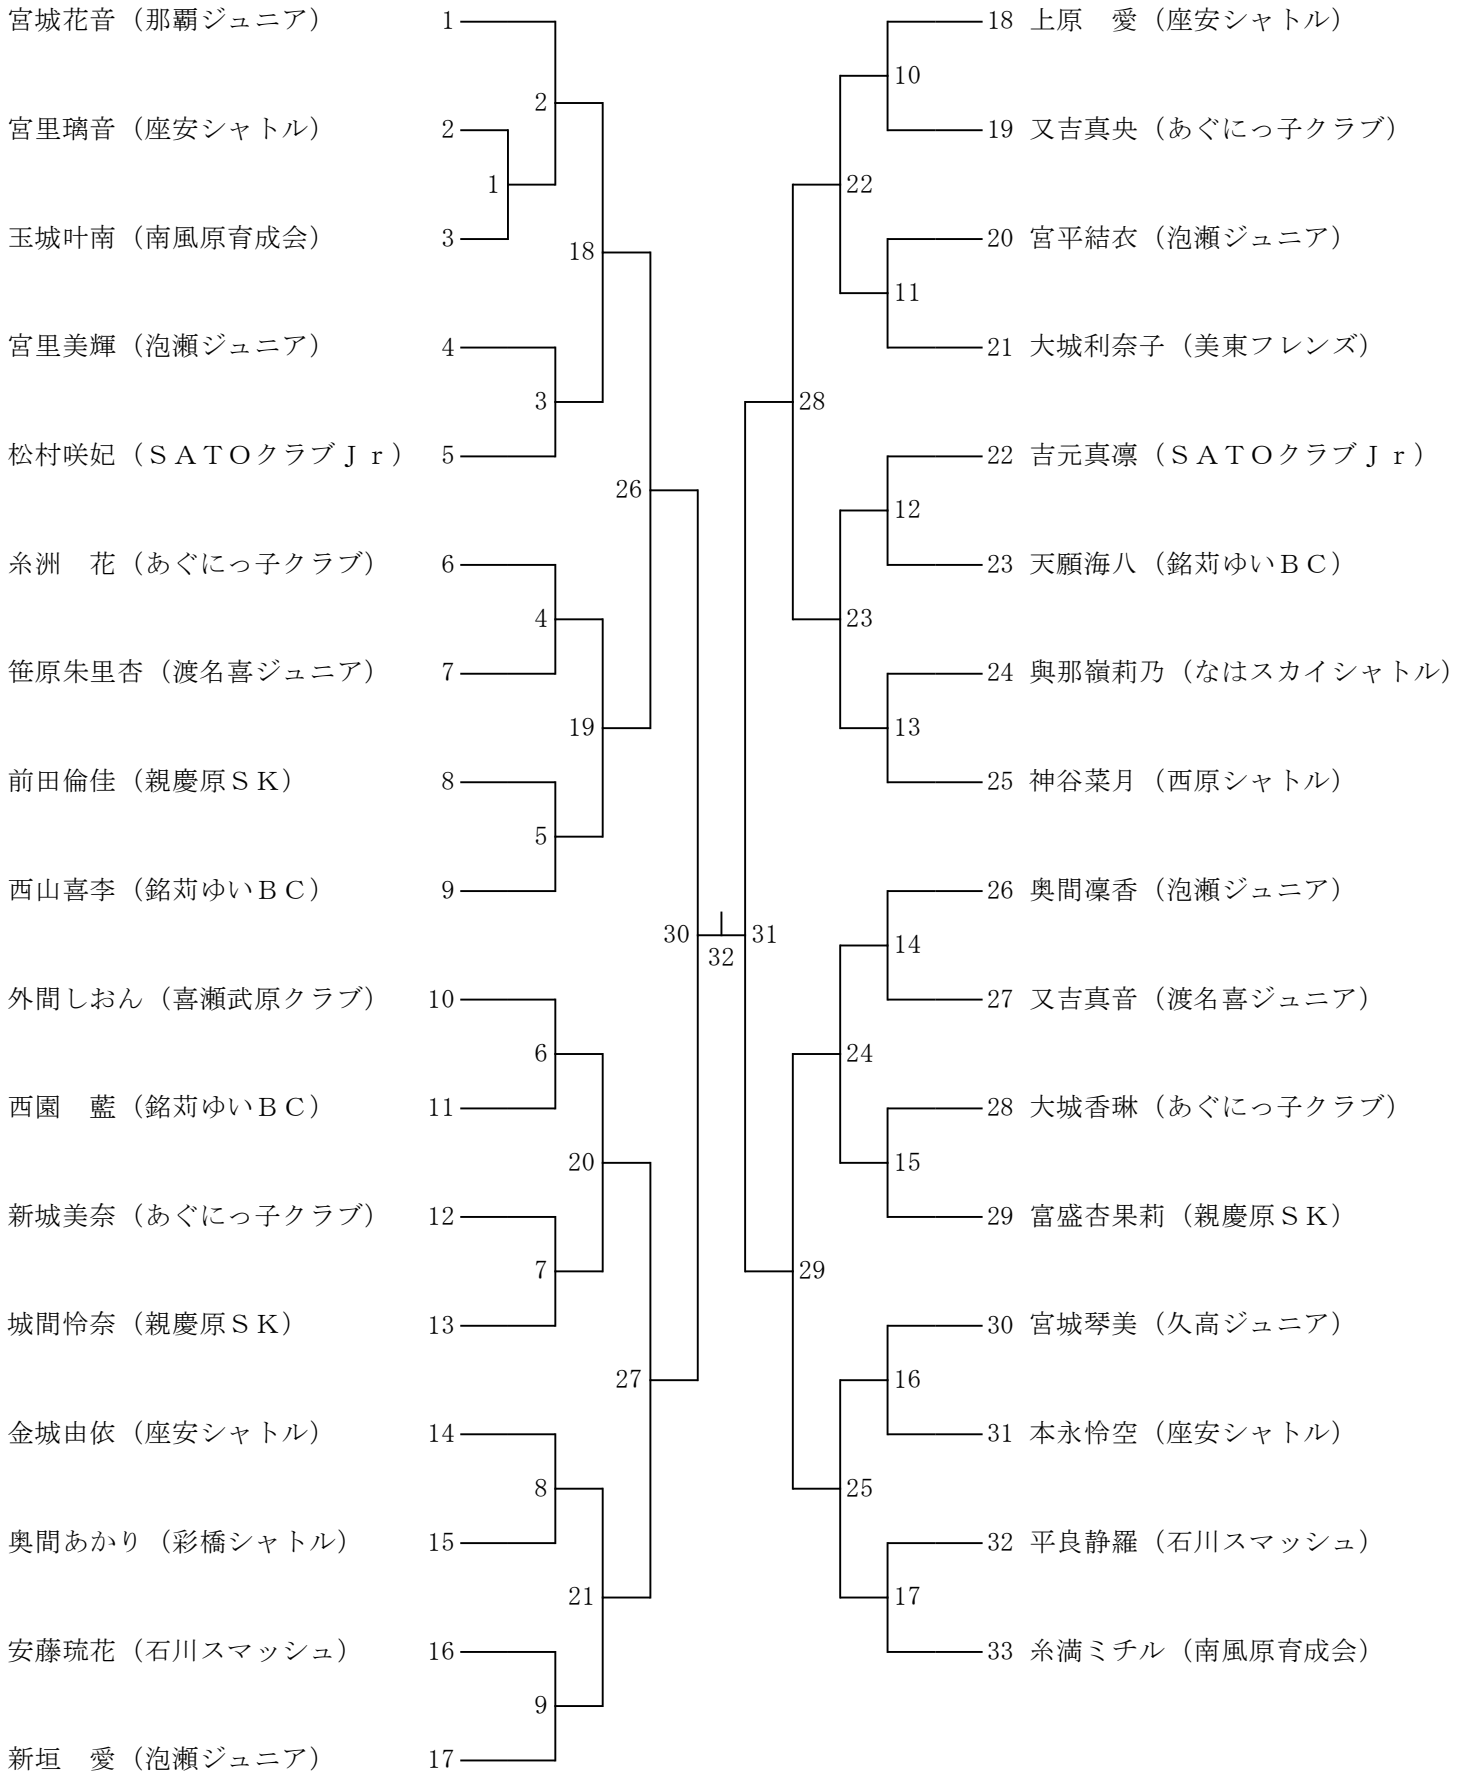 宮城花音（那覇ジュニア） 1
宮里璃音（座安シャトル） 2
玉城叶南（南風原育成会） 3
宮里美輝（泡瀬ジュニア） 4
松村咲妃（ＳＡＴＯクラブＪｒ） 5
糸洲　花（あぐにっ子クラブ） 6
笹原朱里杏（渡名喜ジュニア） 7
前田倫佳（親慶原ＳＫ） 8
西山喜李（銘苅ゆいＢＣ） 9
外間しおん（喜瀬武原クラブ） 10
西園　藍（銘苅ゆいＢＣ） 11
新城美奈（あぐにっ子クラブ） 12
城間怜奈（親慶原ＳＫ） 13
金城由依（座安シャトル） 14
奥間あかり（彩橋シャトル） 15
安藤琉花（石川スマッシュ） 16
新垣　愛（泡瀬ジュニア） 17
1
2
3
4
5
6
7
8
9
18
19
20
21
26
27
30
32
31
28
29
22
23
24
25
10
11
12
13
14
15
16
17
18 上原　愛（座安シャトル）
19 又吉真央（あぐにっ子クラブ）
20 宮平結衣（泡瀬ジュニア）
21 大城利奈子（美東フレンズ）
22 吉元真凛（ＳＡＴＯクラブＪｒ）
23 天願海八（銘苅ゆいＢＣ）
24 與那嶺莉乃（なはスカイシャトル）
25 神谷菜月（西原シャトル）
26 奥間凜香（泡瀬ジュニア）
27 又吉真音（渡名喜ジュニア）
28 大城香琳（あぐにっ子クラブ）
29 富盛杏果莉（親慶原ＳＫ）
30 宮城琴美（久高ジュニア）
31 本永怜空（座安シャトル）
32 平良静羅（石川スマッシュ）
33 糸満ミチル（南風原育成会）